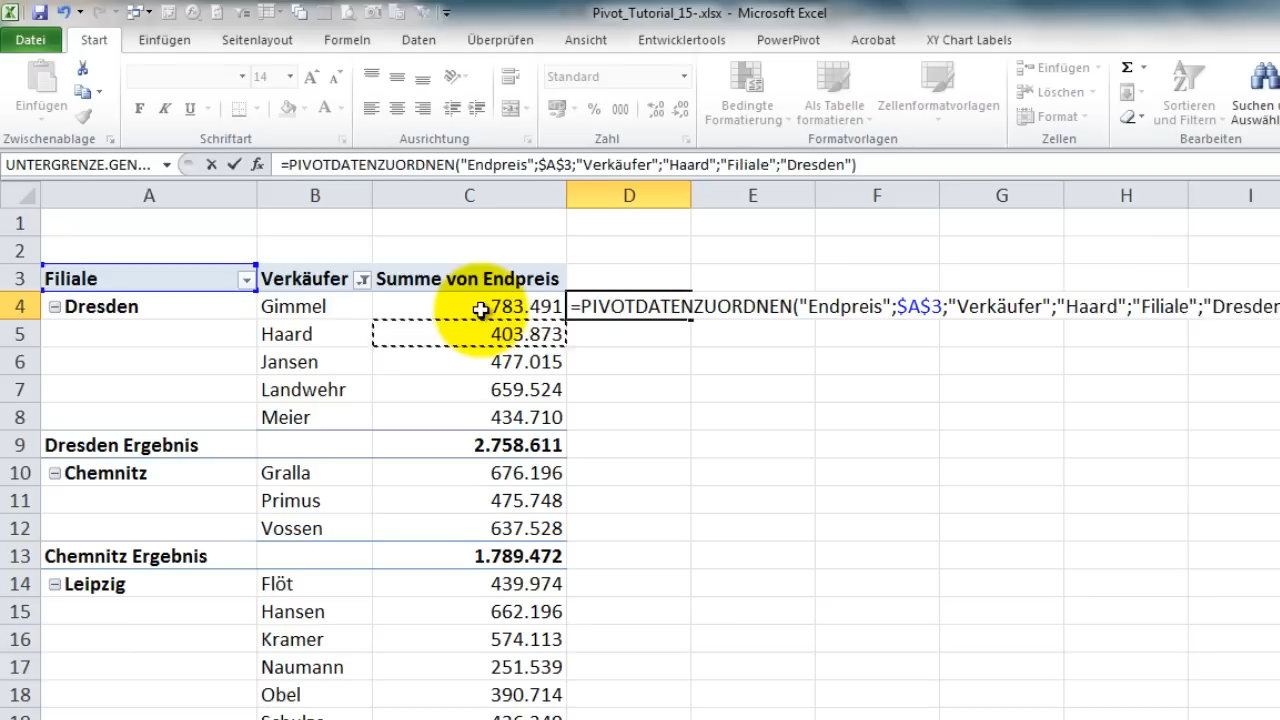 Pivot_Tutorial_15-.xlsx - Microsoft Excel
Datei Start Einfügen Seitenlayout Formeln Daten Überprüfen Ansicht Entwicklertools PowerPivot Acrobat XY Chart Labels
Einfügen
F K U
14
A A
Standard
% 000
Bedingte Formatierung
Als Tabelle formatieren
Zellenformatvorlagen
Einfügen
Löschen
Format
Σ
Sortieren und Filtern
Suchen
Auswähl
Zwischenablage Schriftart Ausrichtung Zahl Formatvorlagen Zellen Bearbeiten
UNTERGRENZE.GEN... fx =PIVOTDATENZUORDNEN("Endpreis";$A$3;"Verkäufer";"Haard";"Filiale";"Dresden")
A B C D E F G H I
1
2
3 Filiale Verkäufer Summe von Endpreis
4 Dresden Gimmel 783.491 =PIVOTDATENZUORDNEN("Endpreis";$A$3;"Verkäufer";"Haard";"Filiale";"Dresden
5 Haard 403.873
6 Jansen 477.015
7 Landwehr 659.524
8 Meier 434.710
9 Dresden Ergebnis 2.758.611
10 Chemnitz Gralla 676.196
11 Primus 475.748
12 Vossen 637.528
13 Chemnitz Ergebnis 1.789.472
14 Leipzig Flöt 439.974
15 Hansen 662.196
16 Kramer 574.113
17 Naumann 251.539
18 Obel 390.714